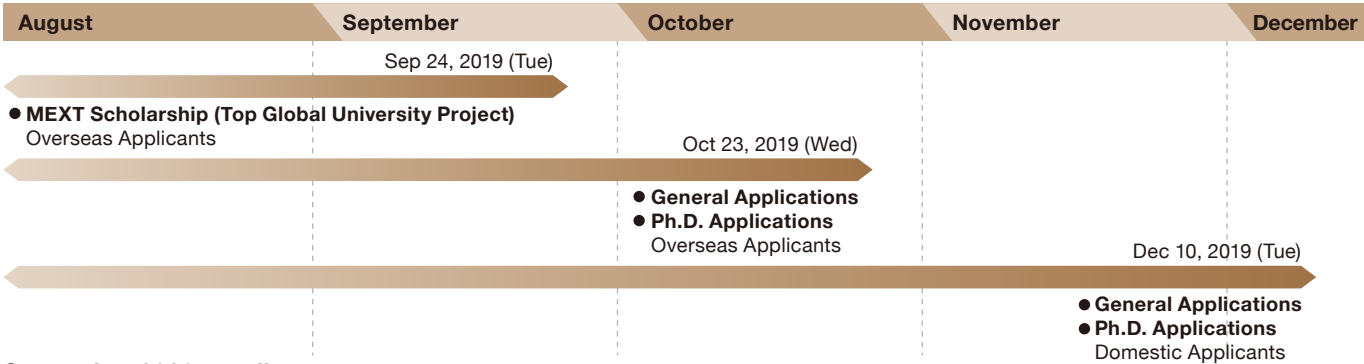 August September October November December
Sep 24, 2019 (Tue)
● MEXT Scholarship (Top Global University Project)
Overseas Applicants
Oct 23, 2019 (Wed)
● General Applications
● Ph.D. Applications
Overseas Applicants
Dec 10, 2019 (Tue)
● General Applications
● Ph.D. Applications
Domestic Applicants